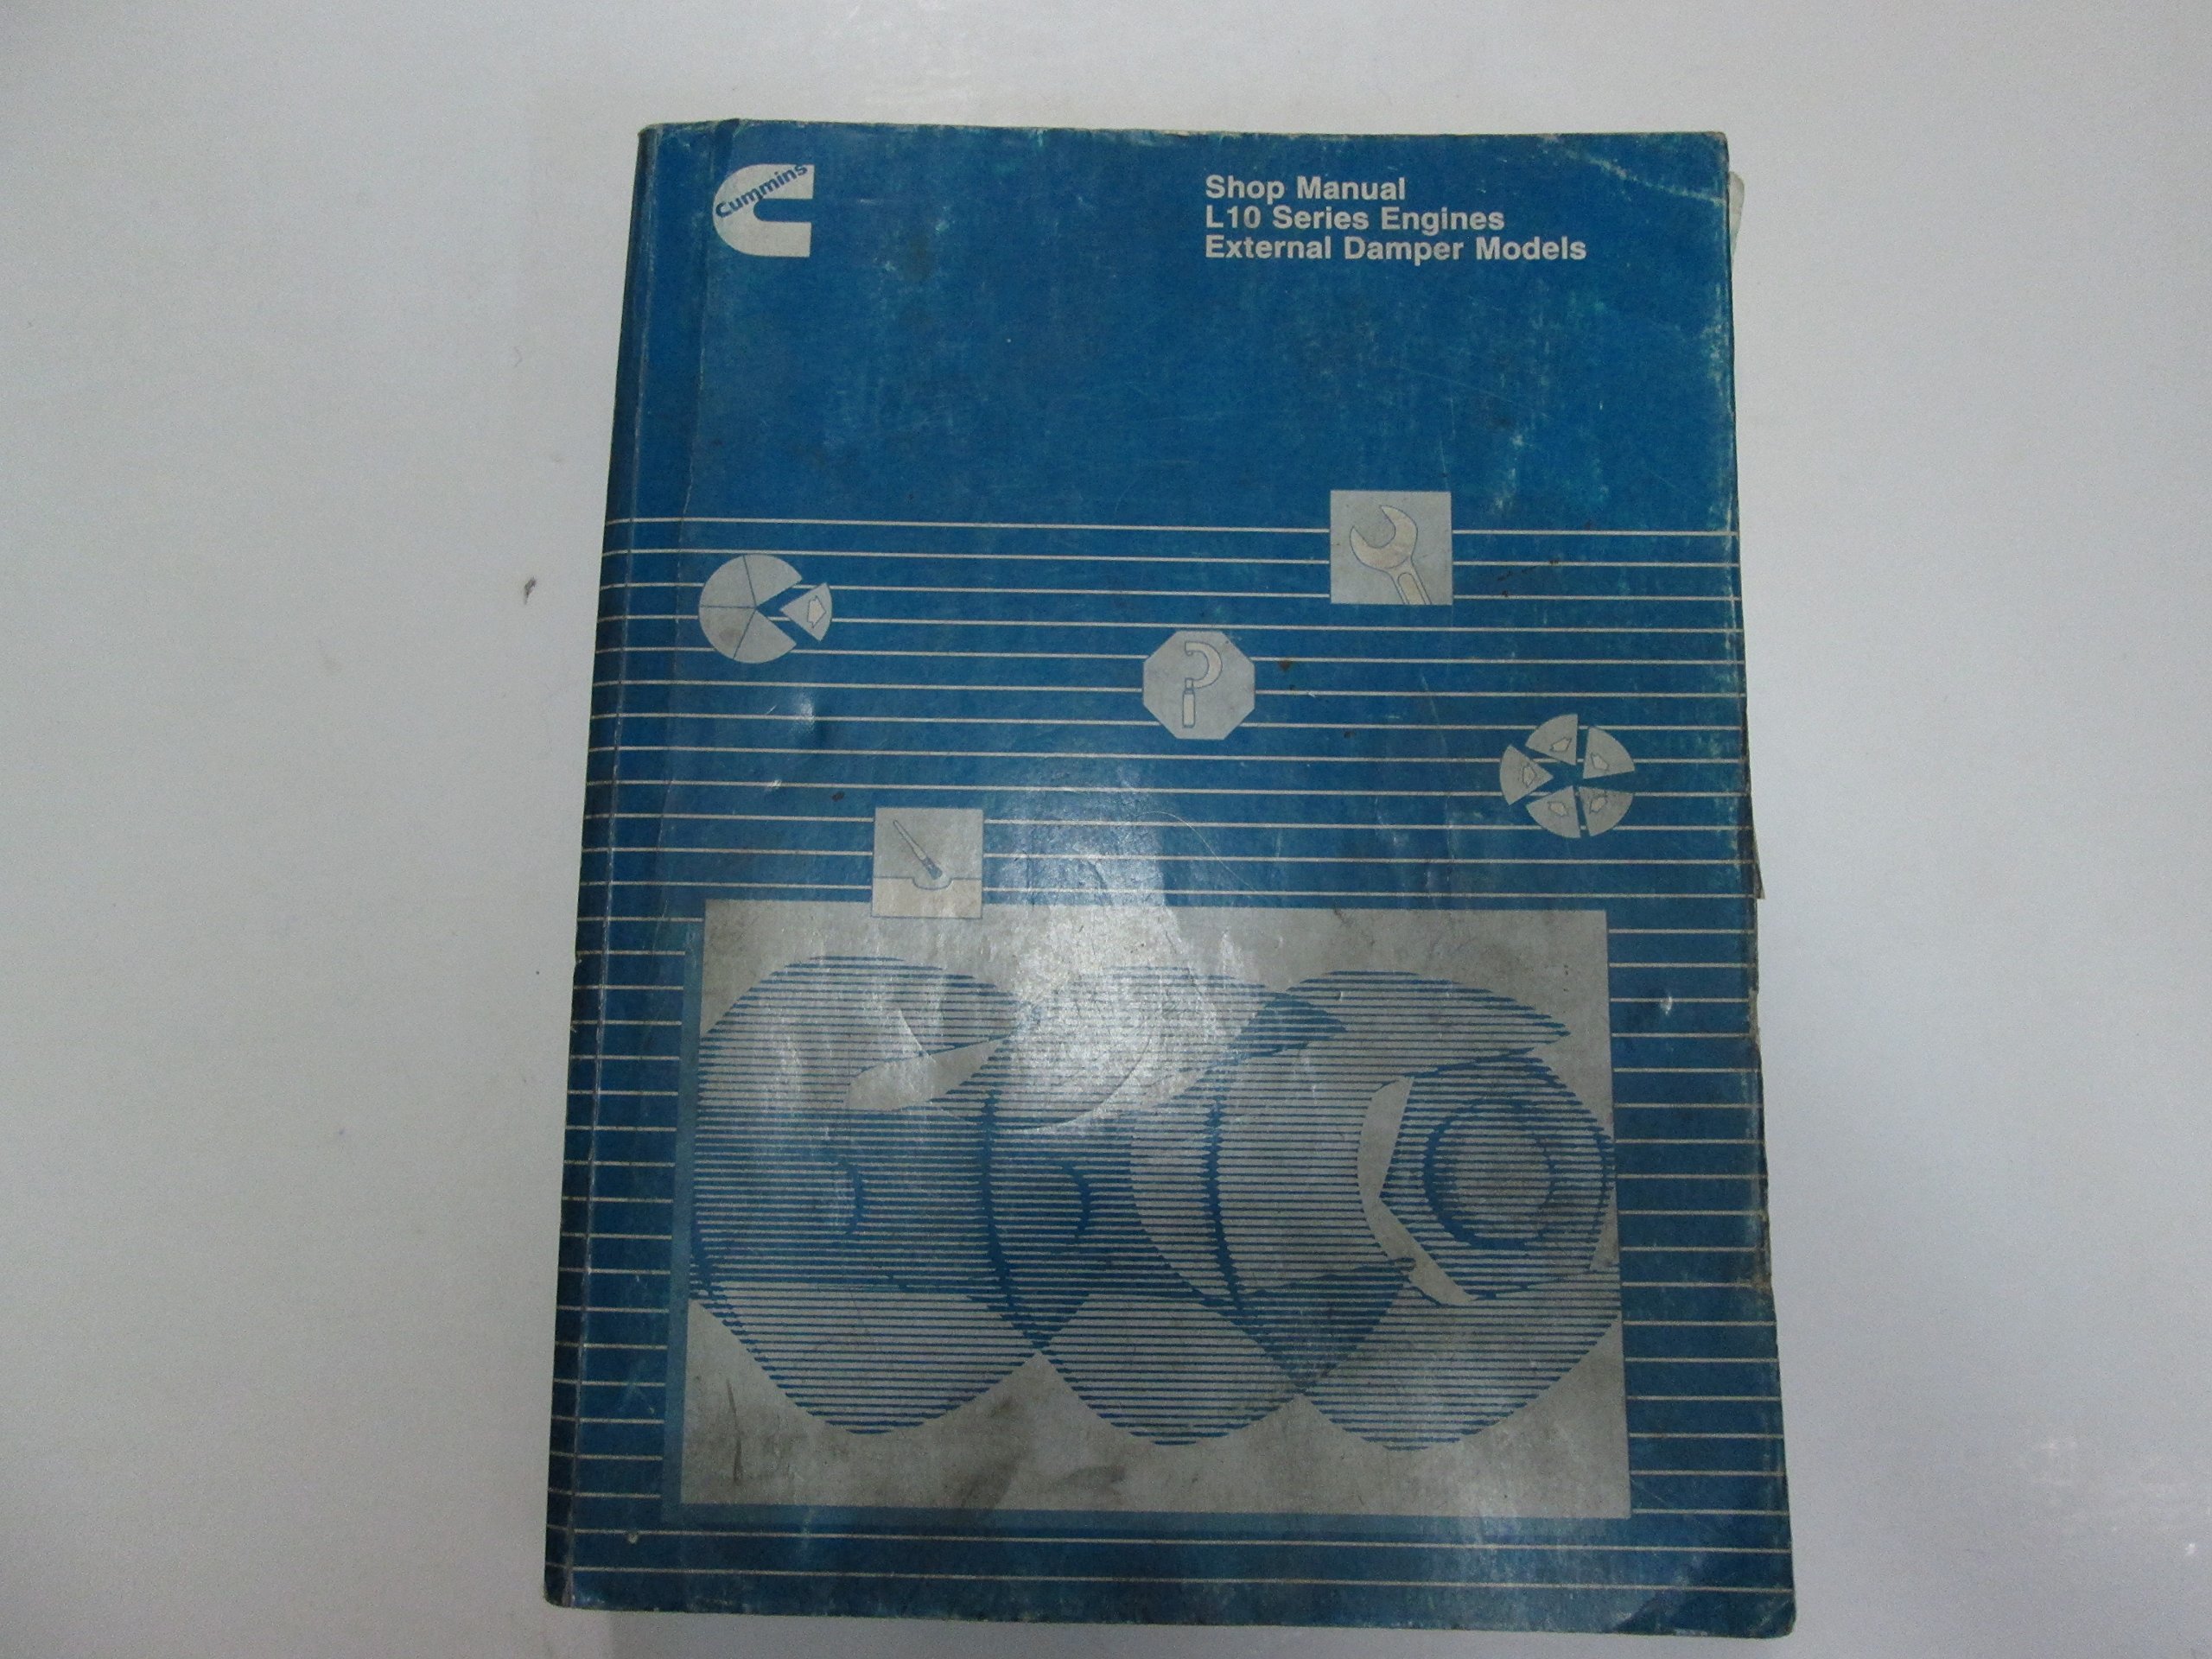 Cummins
Shop Manual
L10 Series Engines
External Damper Models